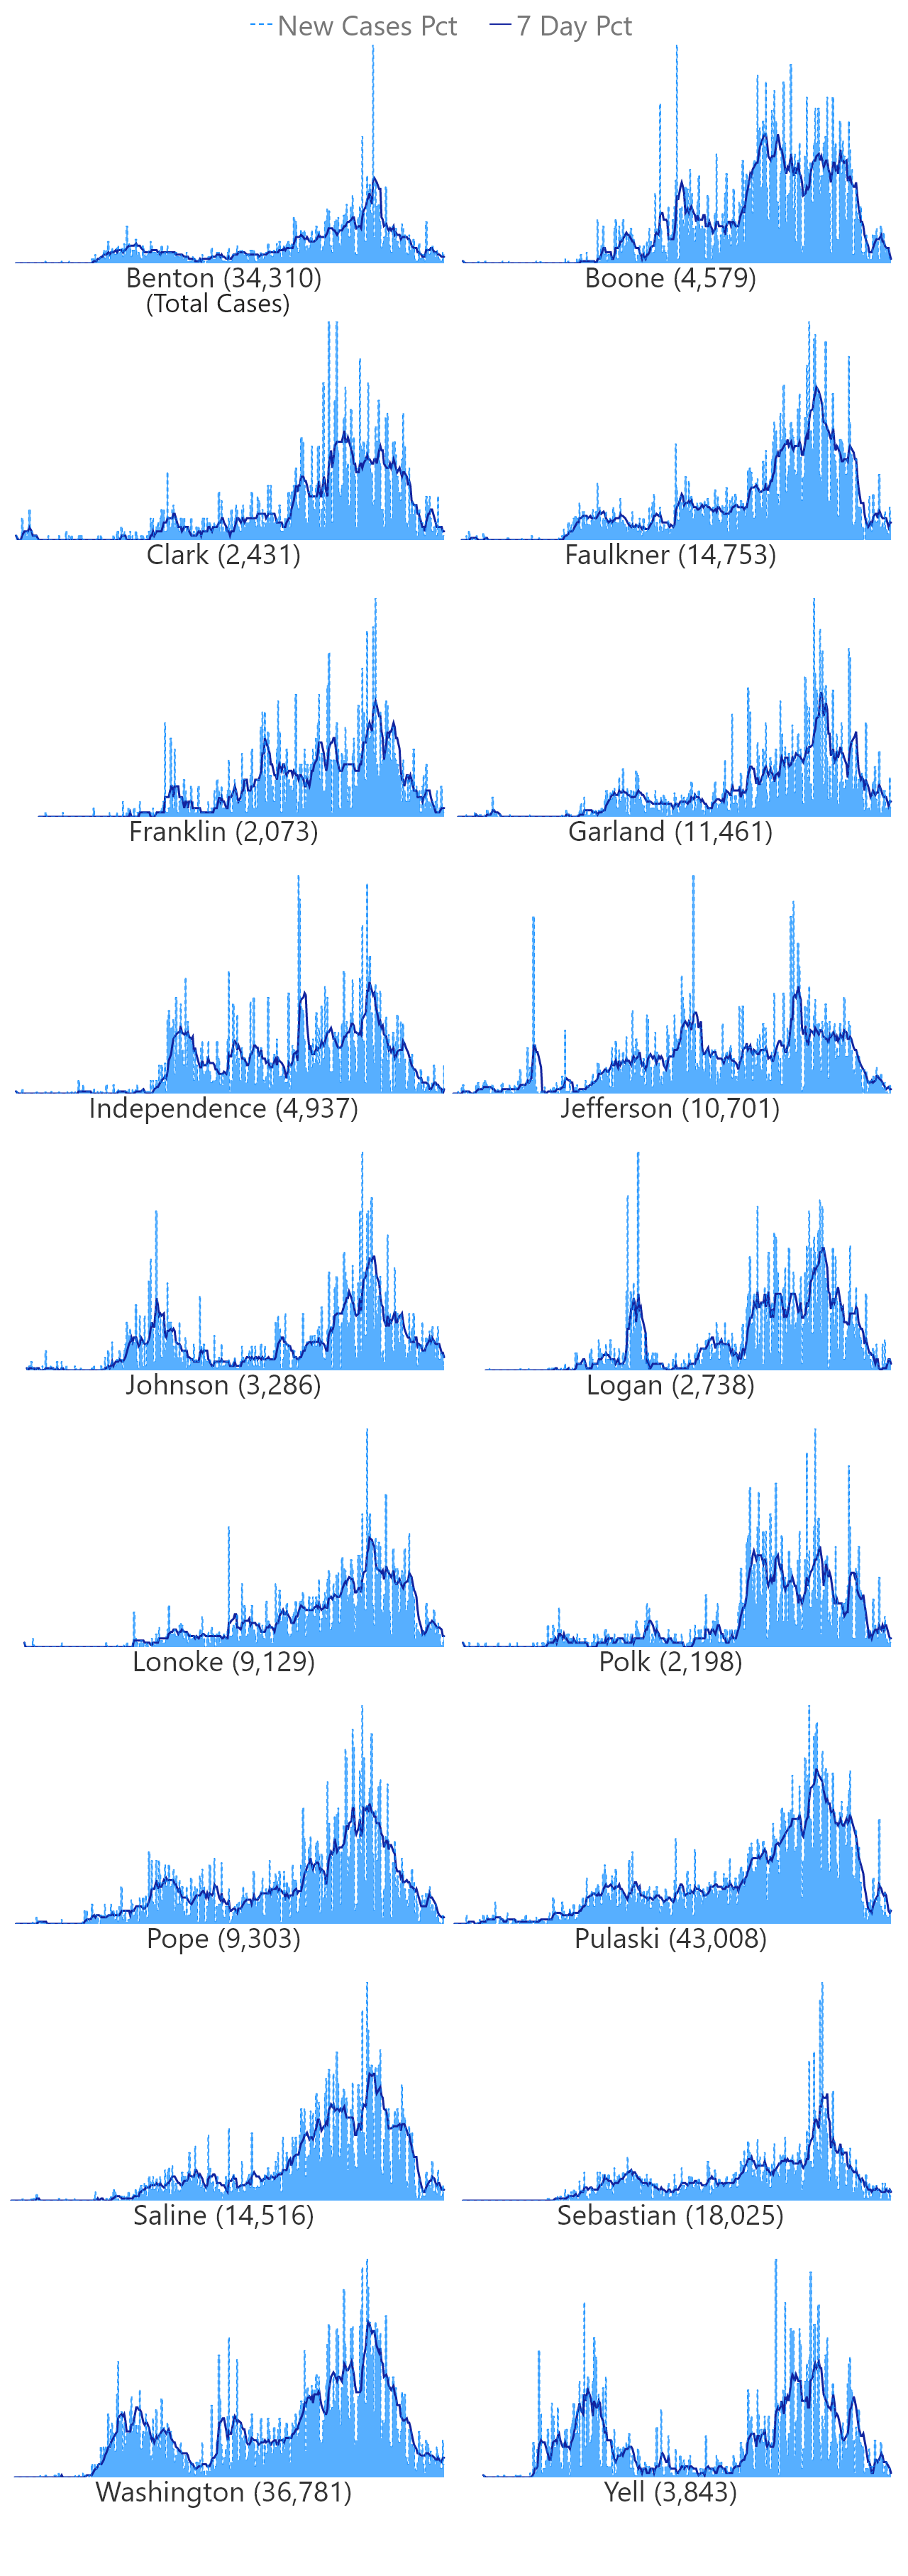 New Cases Pct 7 Day Pct
Benton (34,310) Boone (4,579)
(Total Cases)
Clark (2,431) Faulkner (14,753)
Franklin (2,073) Garland (11,461)
Independence (4,937) Jefferson (10,701)
Johnson (3,286) Logan (2,738)
Lonoke (9,129) Polk (2,198)
Pope (9,303) Pulaski (43,008)
Saline (14,516) Sebastian (18,025)
Washington (36,781) Yell (3,843)